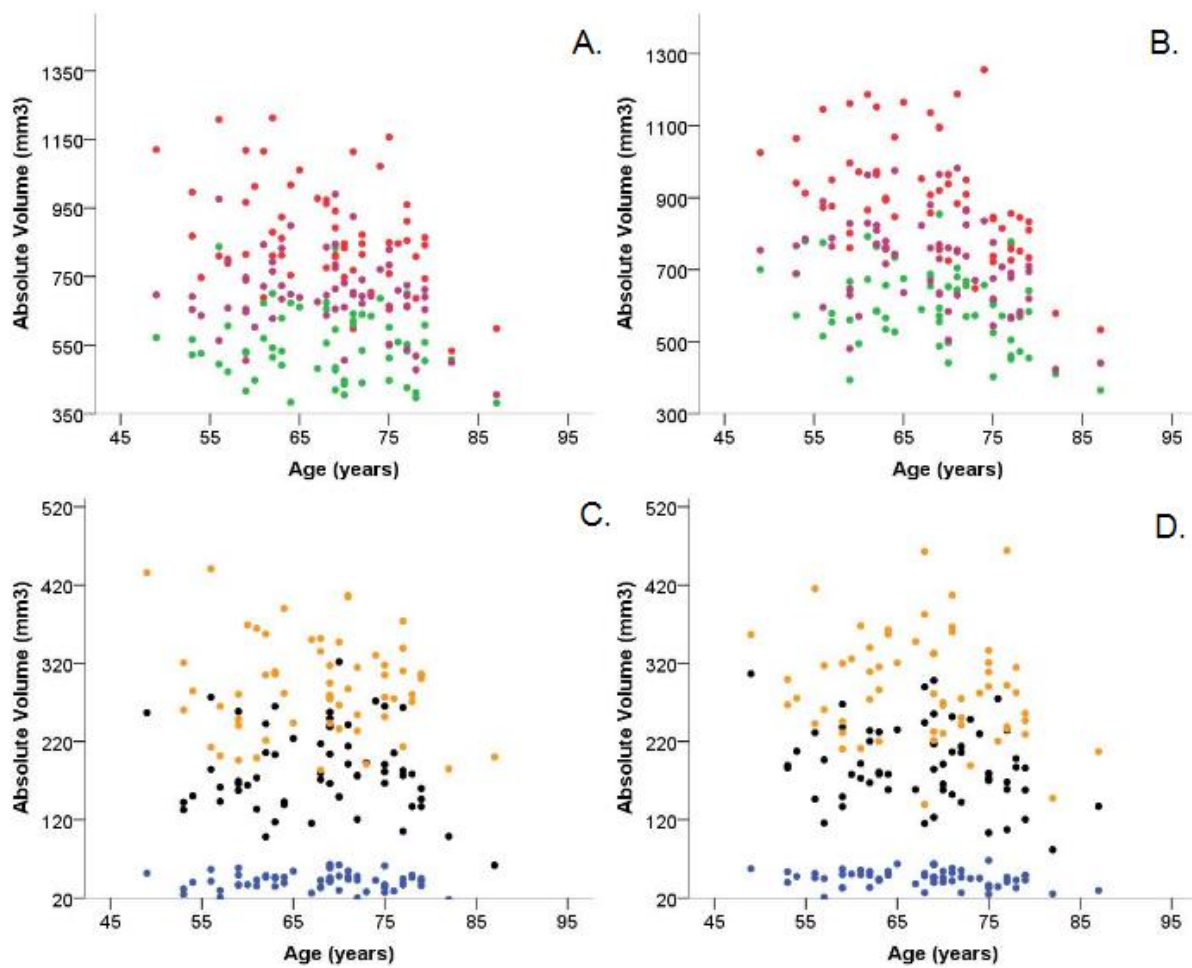 A.
Absolute Volume (mm3)
1350
1150
950
750
550
350
45 55 65 75 85 95
Age (years)
B.
Absolute Volume (mm3)
1300
1100
900
700
500
300
45 55 65 75 85 95
Age (years)
C.
Absolute Volume (mm3)
520
420
320
220
120
20
45 55 65 75 85 95
Age (years)
D.
Absolute Volume (mm3)
520
420
320
220
120
20
45 55 65 75 85 95
Age (years)